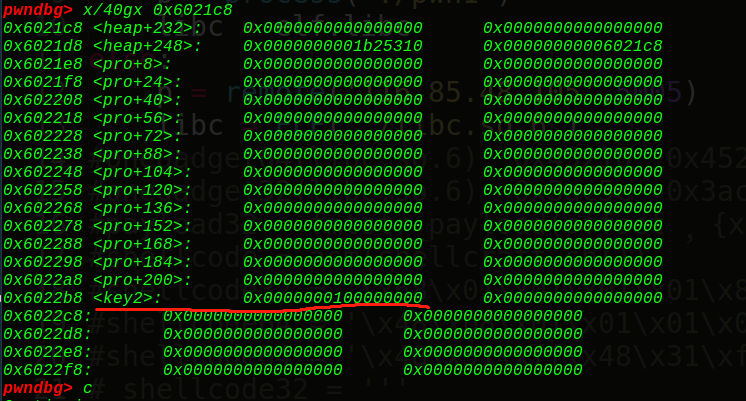 pwndbg> x/40gx 0x6021c8
0x6021c8 <heap+232>: 0x0000000000000000 0x0000000000000000
0x6021d8 <heap+248>: 0x0000000001b25310 0x00000000006021c8
0x6021e8 <pro+8>: 0x0000000000000000 0x0000000000000000
0x6021f8 <pro+24>: 0x0000000000000000 0x0000000000000000
0x602208 <pro+40>: 0x0000000000000000 0x0000000000000000
0x602218 <pro+56>: 0x0000000000000000 0x0000000000000000
0x602228 <pro+72>: 0x0000000000000000 0x0000000000000000
0x602238 <pro+88>: 0x0000000000000000 0x0000000000000000
0x602248 <pro+104>: 0x0000000000000000 0x0000000000000000
0x602258 <pro+120>: 0x0000000000000000 0x0000000000000000
0x602268 <pro+136>: 0x0000000000000000 0x0000000000000000
0x602278 <pro+152>: 0x0000000000000000 0x0000000000000000
0x602288 <pro+168>: 0x0000000000000000 0x0000000000000000
0x602298 <pro+184>: 0x0000000000000000 0x0000000000000000
0x6022a8 <pro+200>: 0x0000000000000000 0x0000000000000000
0x6022b8 <key2>: 0x0000000100000000 0x0000000000000000
0x6022c8: 0x0000000000000000 0x0000000000000000
0x6022d8: 0x0000000000000000 0x0000000000000000
0x6022e8: 0x0000000000000000 0x0000000000000000
0x6022f8: 0x0000000000000000 0x0000000000000000
pwndbg> c
# shellcode32 = '''